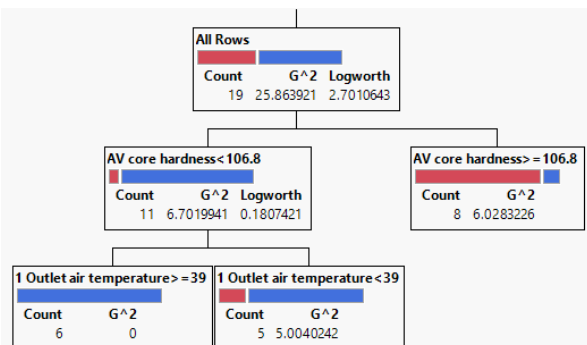 All Rows
Count G^2 Logworth
19 25.863921 2.7010643
AV core hardness<106.8
Count G^2 Logworth
11 6.7019941 0.1807421
AV core hardness>=106.8
Count G^2
8 6.0283226
1 Outlet air temperature>=39
Count G^2
6 0
1 Outlet air temperature<39
Count G^2
5 5.0040242